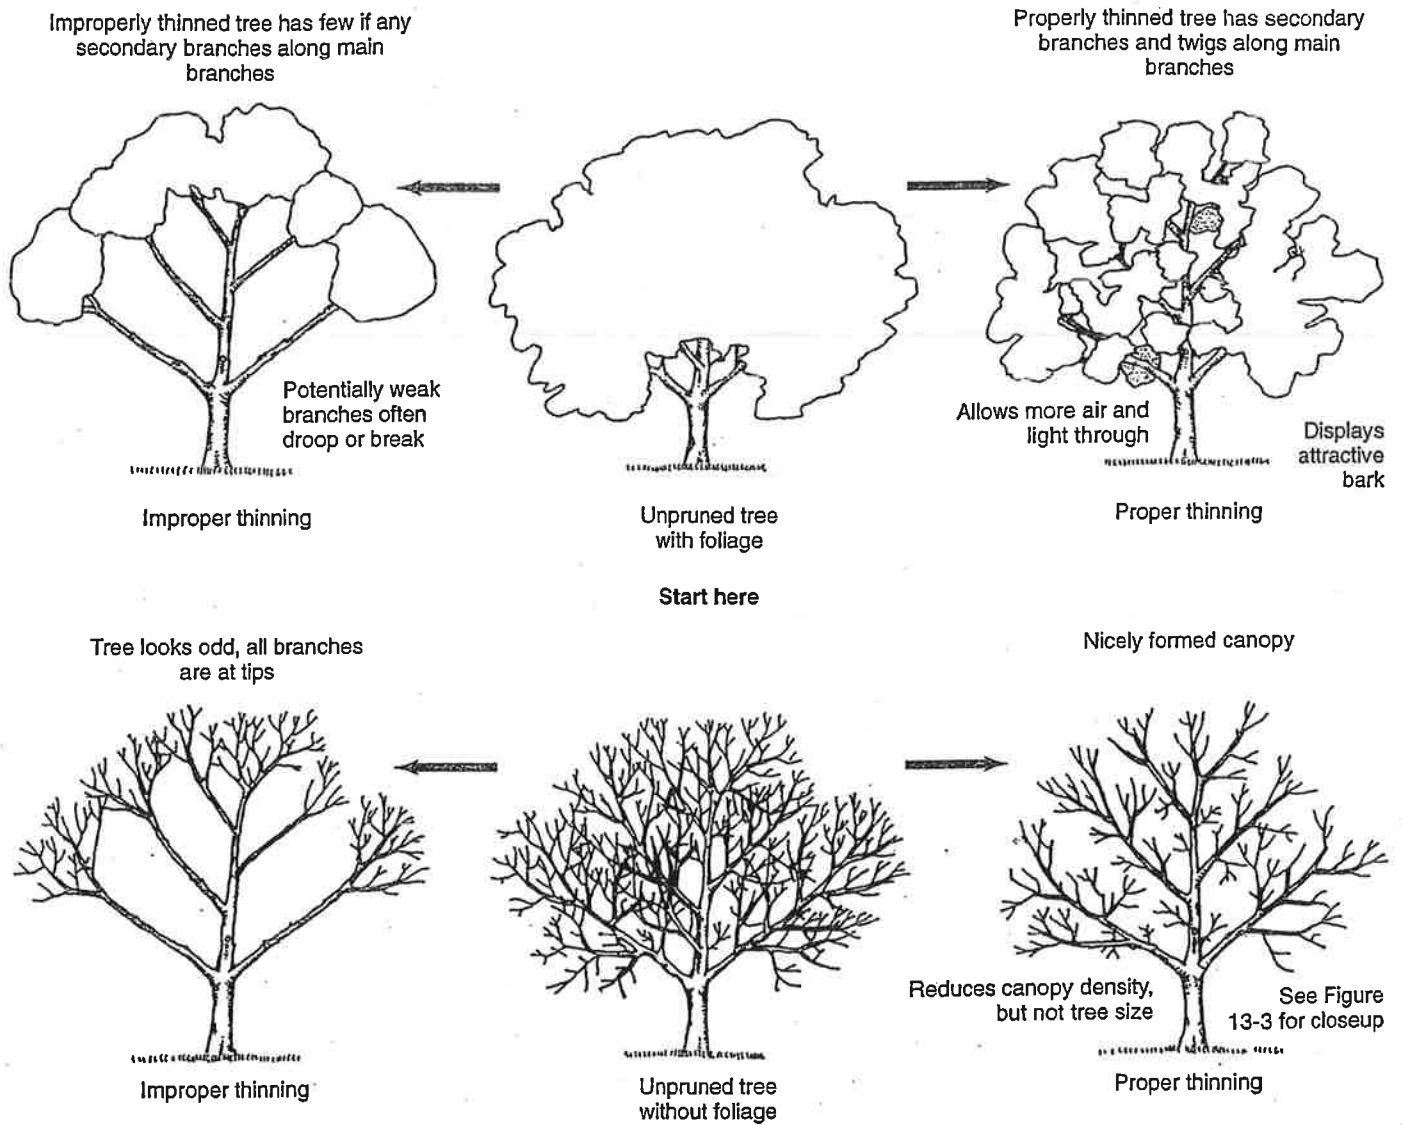 Improperly thinned tree has few if any
secondary branches along main
branches
Properly thinned tree has secondary
branches and twigs along main
branches
Potentially weak
branches often
droop or break
Allows more air and
light through
Displays
attractive
bark
Improper thinning
Unpruned tree
with foliage
Proper thinning
Start here
Tree looks odd, all branches
are at tips
Nicely formed canopy
Reduces canopy density,
but not tree size
See Figure
13-3 for closeup
Improper thinning
Unpruned tree
without foliage
Proper thinning